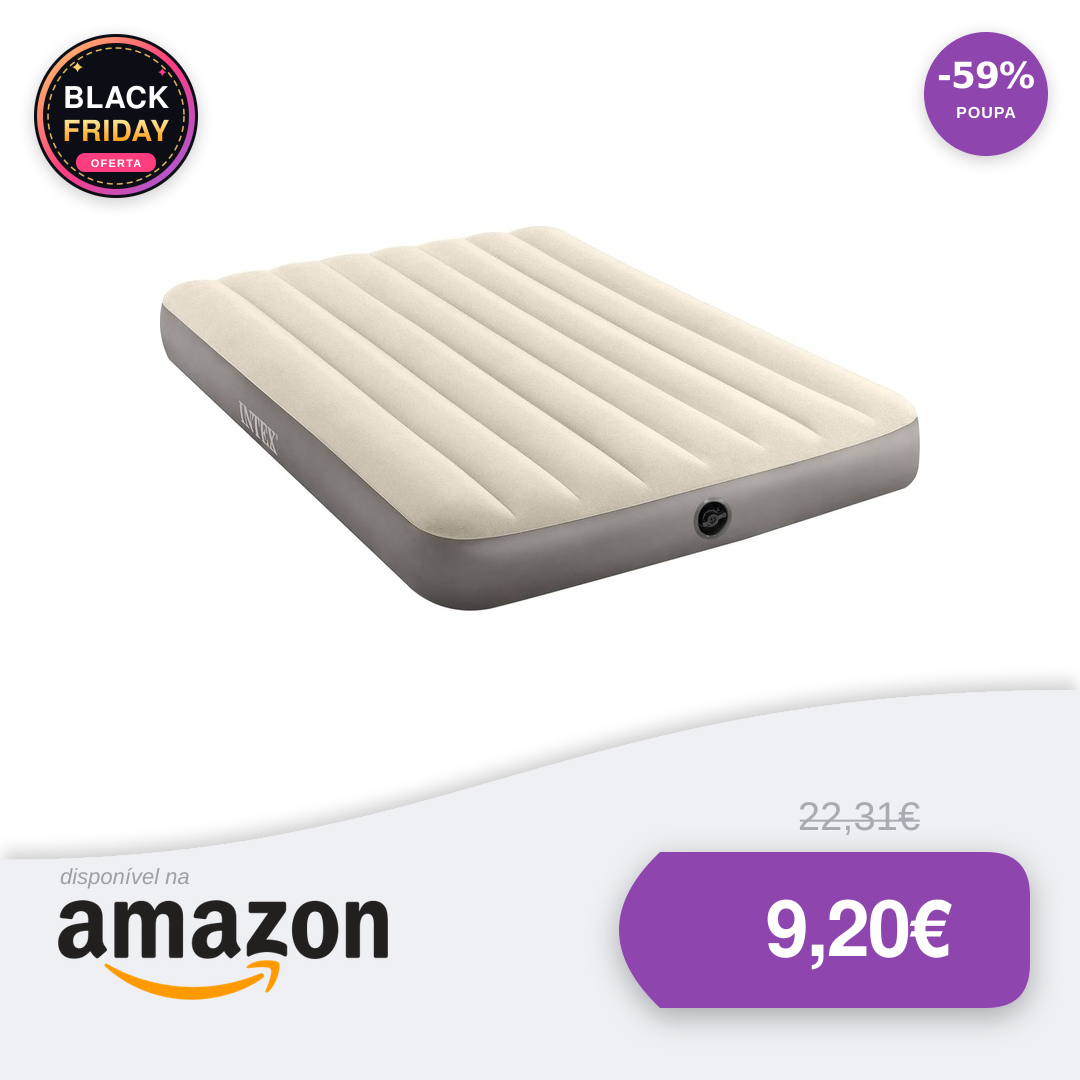 BLACK
FRIDAY
OFERTA
-59%
POUPA
INTEX
22,31€
disponível na
amazon
9,20€